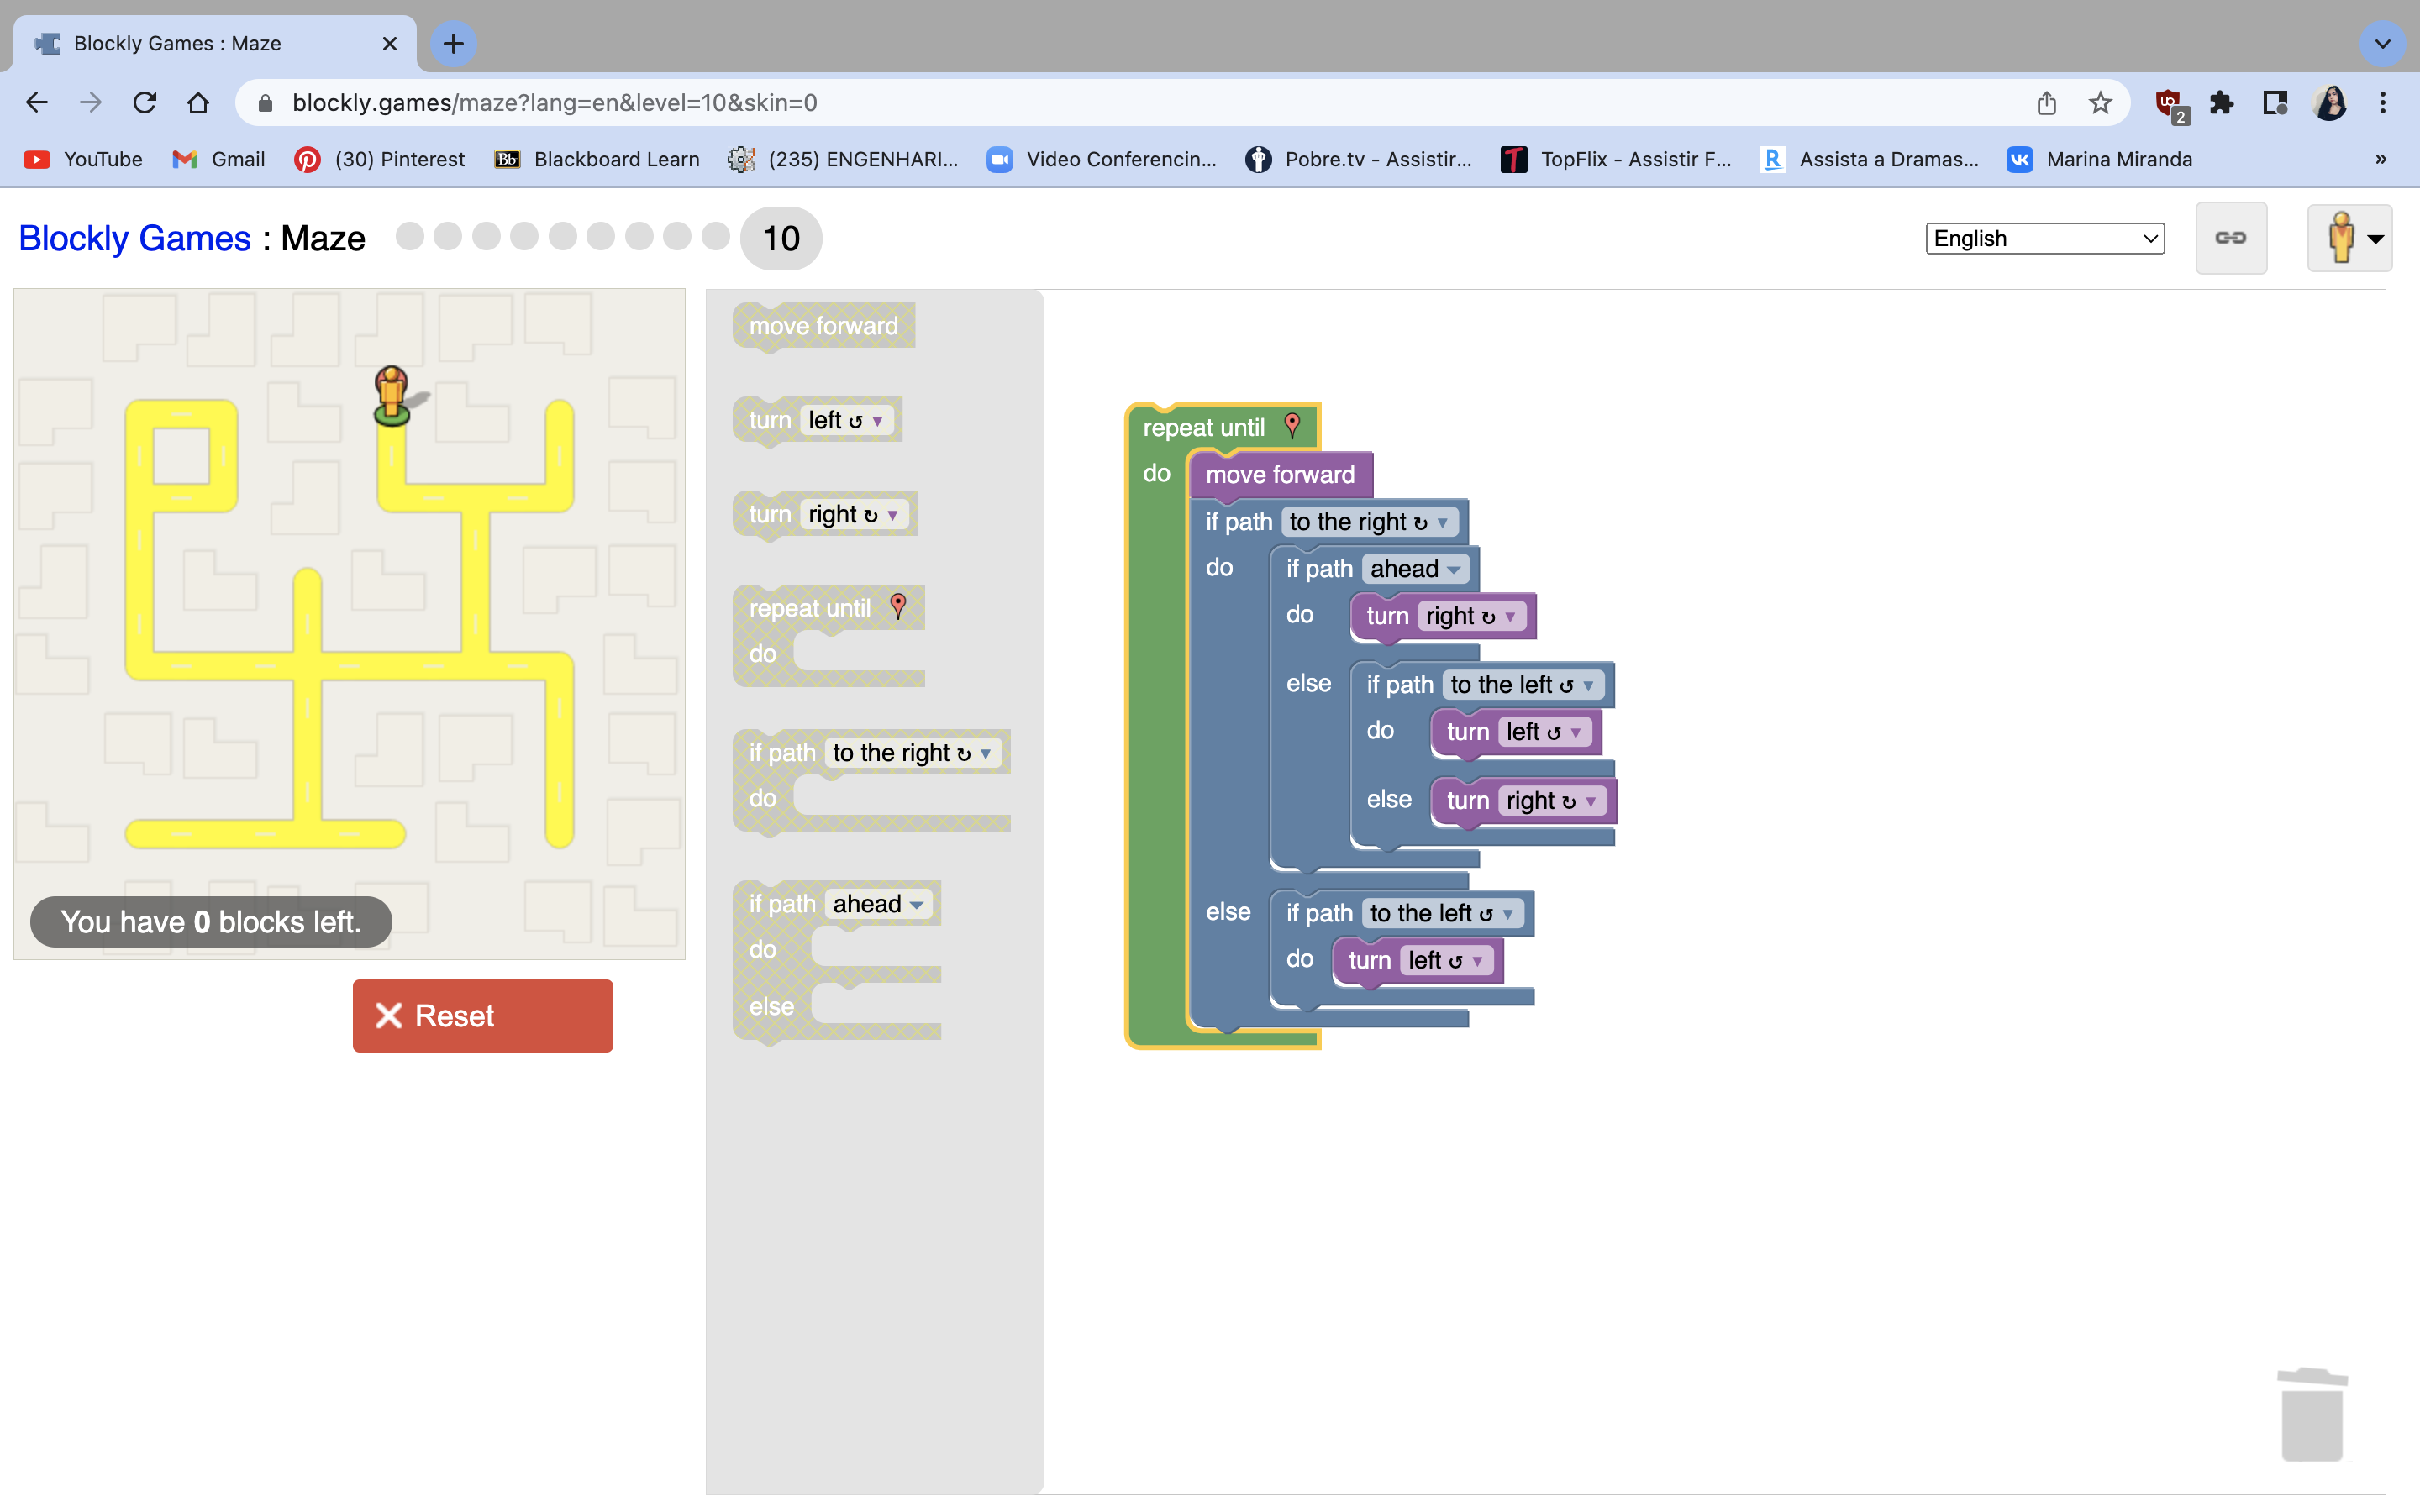 Blockly Games : Maze
blockly.games/maze?lang=en&level=10&skin=0
2
YouTube Gmail (30) Pinterest Bb Blackboard Learn (235) ENGENHARI... Video Conferencin... Pobre.tv - Assistir... T TopFlix - Assistir F... R Assista a Dramas... VK Marina Miranda »
Blockly Games : Maze 10 English
You have 0 blocks left.
Reset
move forward
turn left ↺ ▾
turn right ↻ ▾
repeat until
do
if path to the right ↻ ▾
do
if path ahead ▾
do
else
repeat until
do move forward
if path to the right ↻ ▾
do if path ahead ▾
do turn right ↻ ▾
else if path to the left ↺ ▾
do turn left ↺ ▾
else turn right ↻ ▾
else if path to the left ↺ ▾
do turn left ↺ ▾